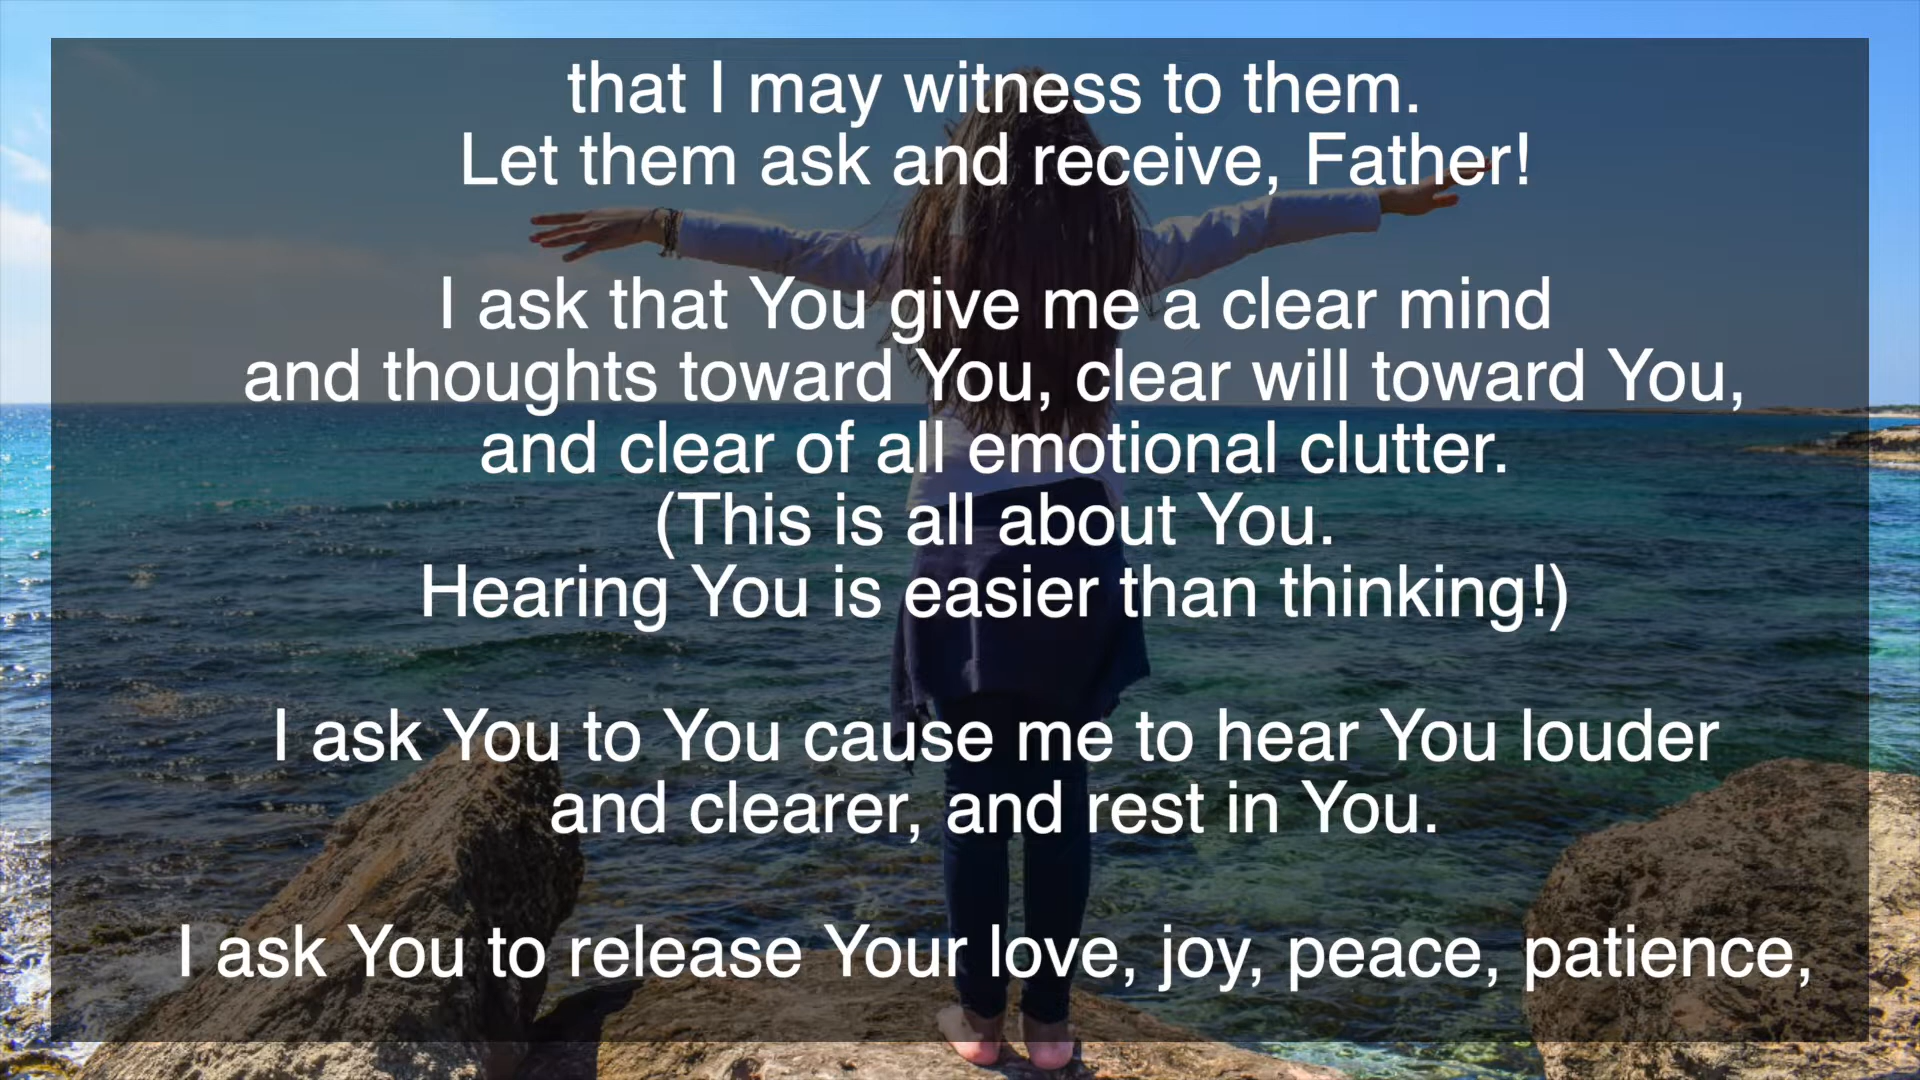 that I may witness to them.
Let them ask and receive, Father!
I ask that You give me a clear mind
and thoughts toward You, clear will toward You,
and clear of all emotional clutter.
(This is all about You.
Hearing You is easier than thinking!)
I ask You to You cause me to hear You louder
and clearer, and rest in You.
I ask You to release Your love, joy, peace, patience,